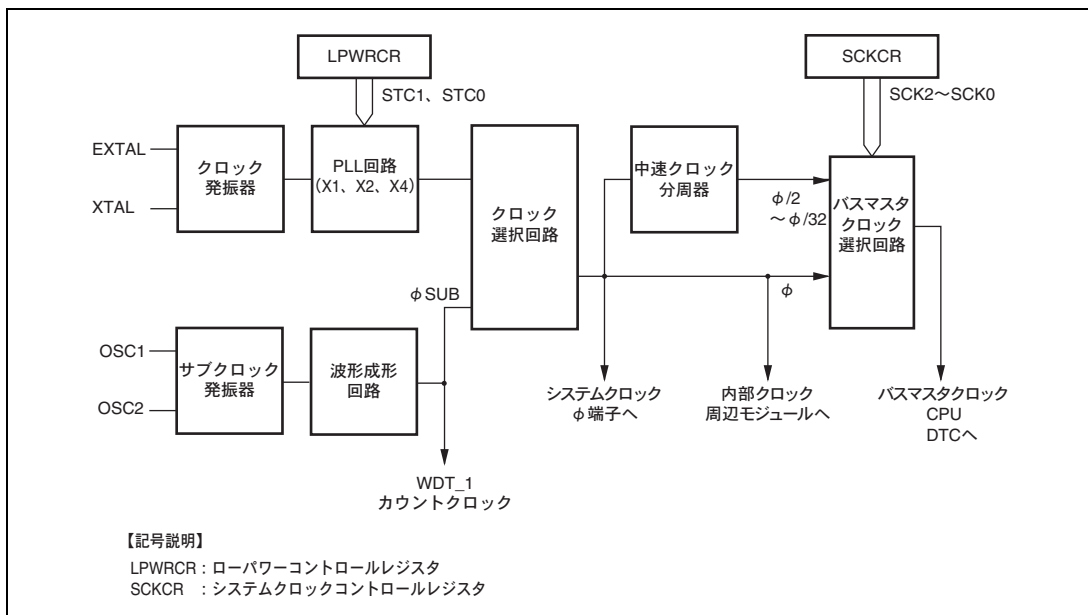 LPWRCR
SCKCR
STC1、STC0
SCK2～SCK0
EXTAL
XTAL
クロック
発振器
PLL回路
(X1、X2、X4)
クロック
選択回路
中速クロック
分周器
φ/2
～φ/32
バスマスタ
クロック
選択回路
φSUB
φ
OSC1
OSC2
サブクロック
発振器
波形成形
回路
システムクロック
φ端子へ
内部クロック
周辺モジュールへ
バスマスタクロック
CPU
DTCへ
WDT_1
カウントクロック
【記号説明】
LPWRCR：ローパワーコントロールレジスタ
SCKCR ：システムクロックコントロールレジスタ